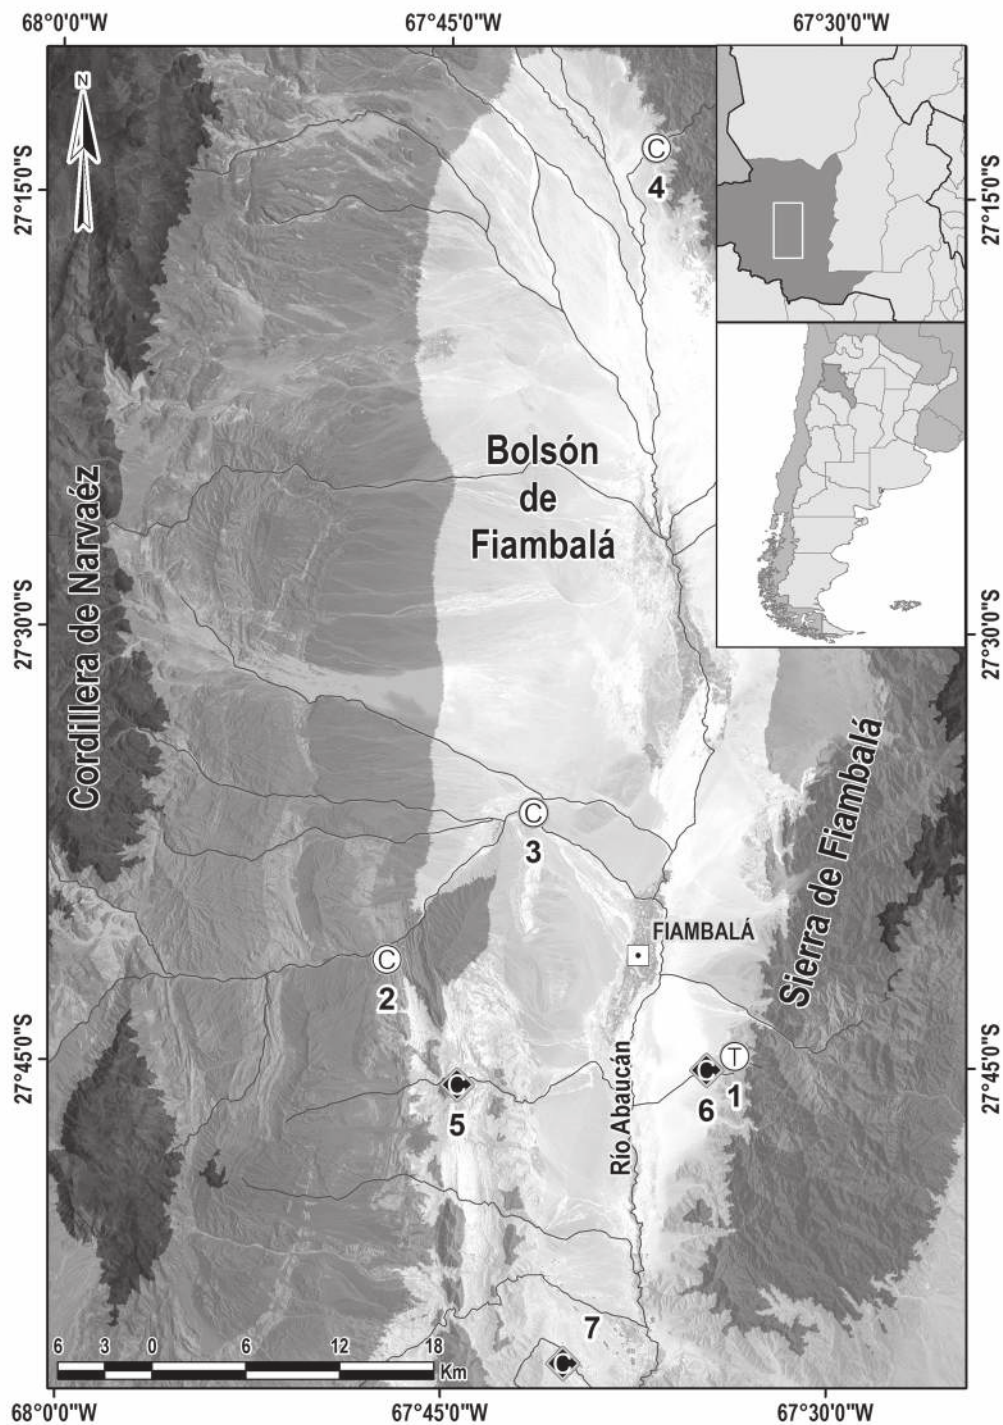 68°0'0"W 67°45'0"W 67°30'0"W
N
C
4
27°15'0"S 27°15'0"S
Bolsón
de
Fiambalá
Cordillera de Narvaéz
27°30'0"S 27°30'0"S
Sierra de Fiambalá
C
3
FIAMBALÁ
C
2
27°45'0"S 27°45'0"S
T
1
C
6
C
5
Río Abaucán
7
C
6 3 0 6 12 18
Km
68°0'0"W 67°45'0"W 67°30'0"W